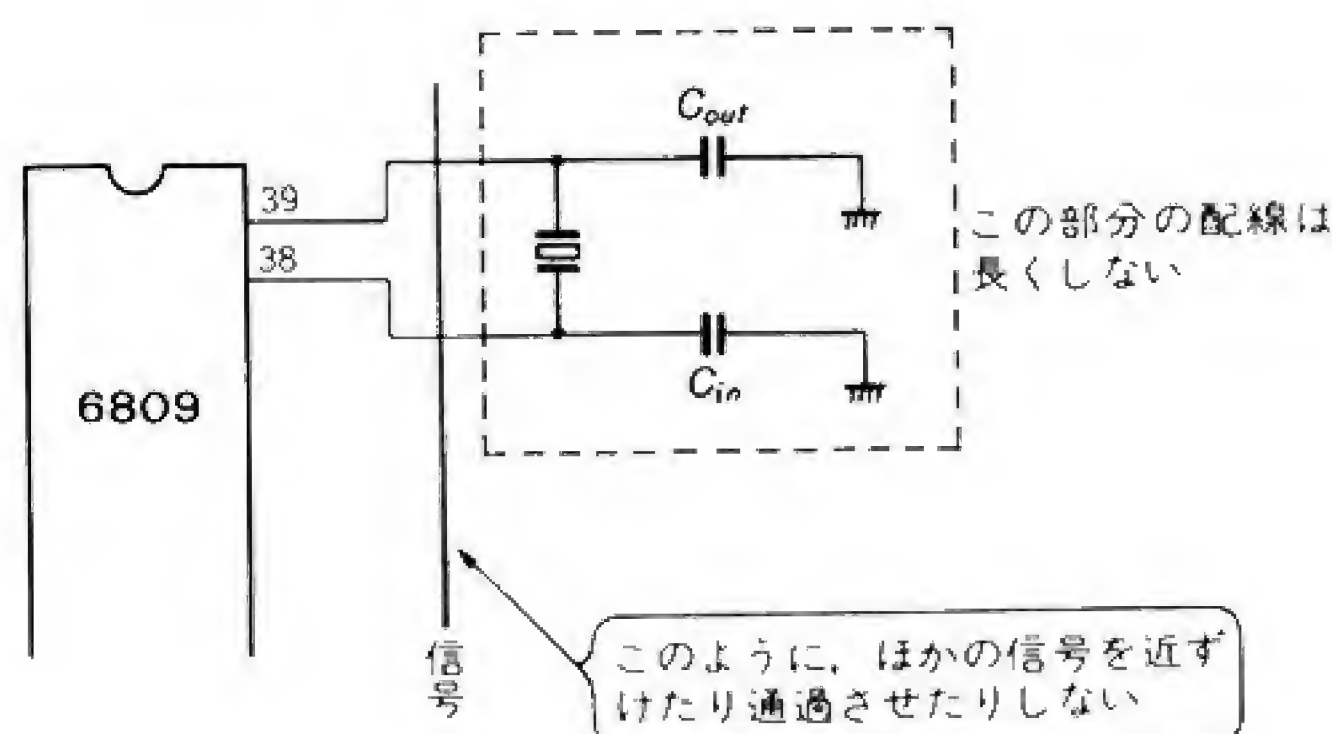 C_out
39
38
この部分の配線は
長くしない
6809
C_in
信号
このように, ほかの信号を近ず
けたり通過させたりしない